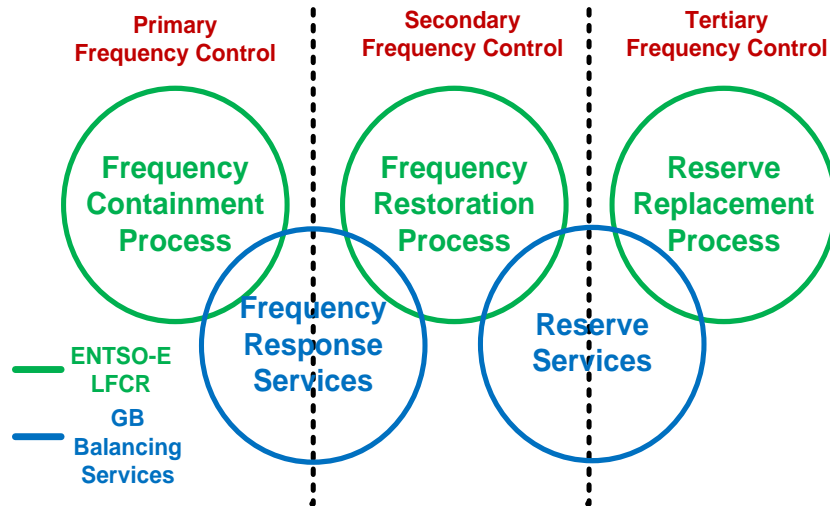 Primary
Frequency Control
Secondary
Frequency Control
Tertiary
Frequency Control
Frequency
Containment
Process
Frequency
Restoration
Process
Reserve
Replacement
Process
Frequency
Response
Services
Reserve
Services
ENTSO-E
LFCR
GB
Balancing
Services